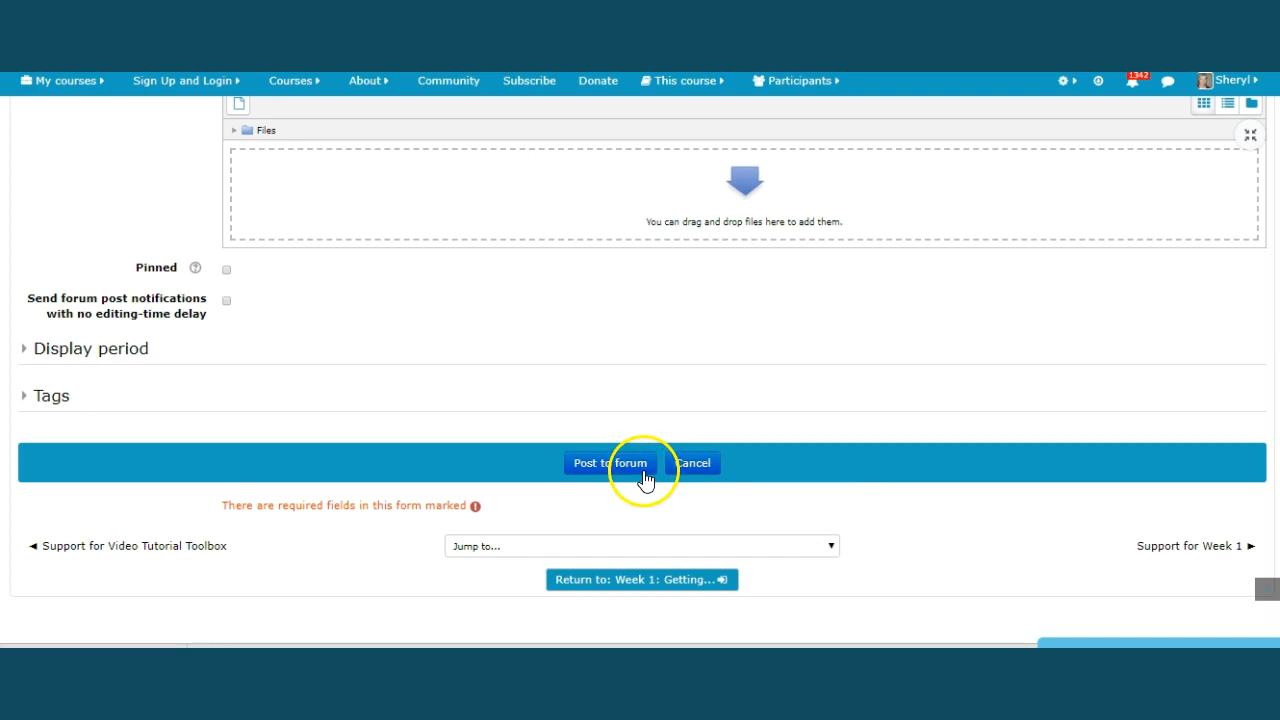 My courses Sign Up and Login Courses About Community Subscribe Donate This course Participants 1342 Sheryl
Files
You can drag and drop files here to add them.
Pinned
Send forum post notifications
with no editing-time delay
Display period
Tags
Post to forum Cancel
There are required fields in this form marked
◄ Support for Video Tutorial Toolbox Jump to... Support for Week 1 ►
Return to: Week 1: Getting...